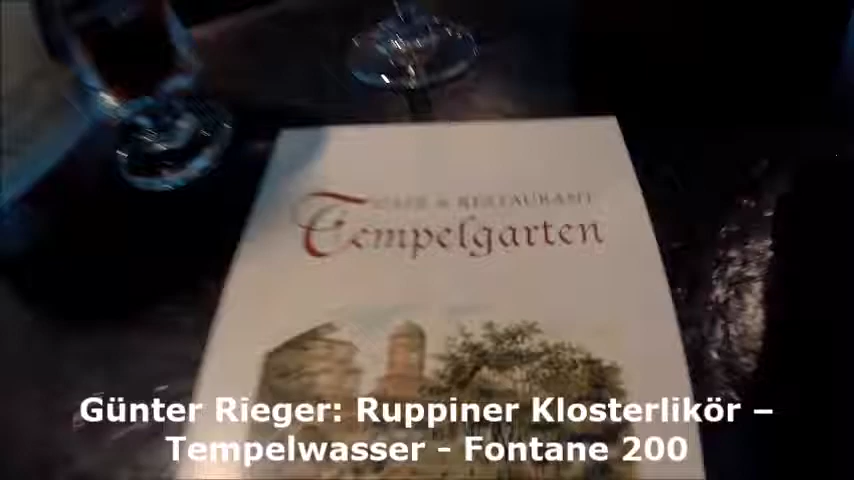 CAFÉ & RESTAURANT
Tempelgarten
Günter Rieger: Ruppiner Klosterlikör –
Tempelwasser - Fontane 200